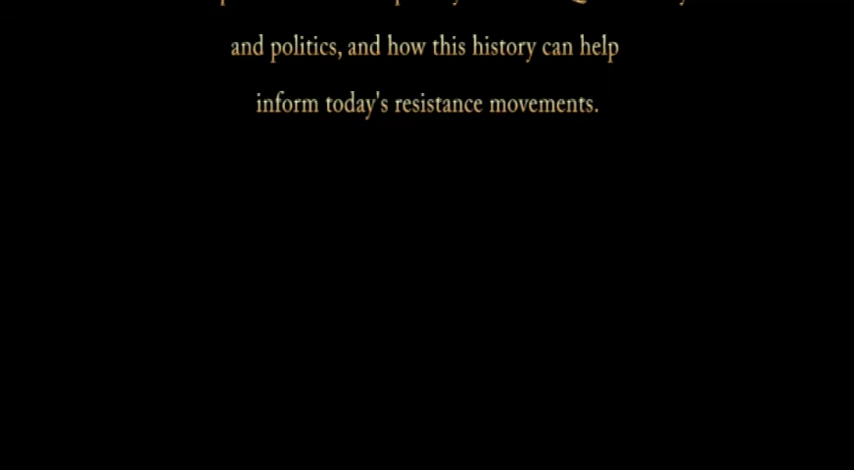 and politics, and how this history can help
inform today's resistance movements.